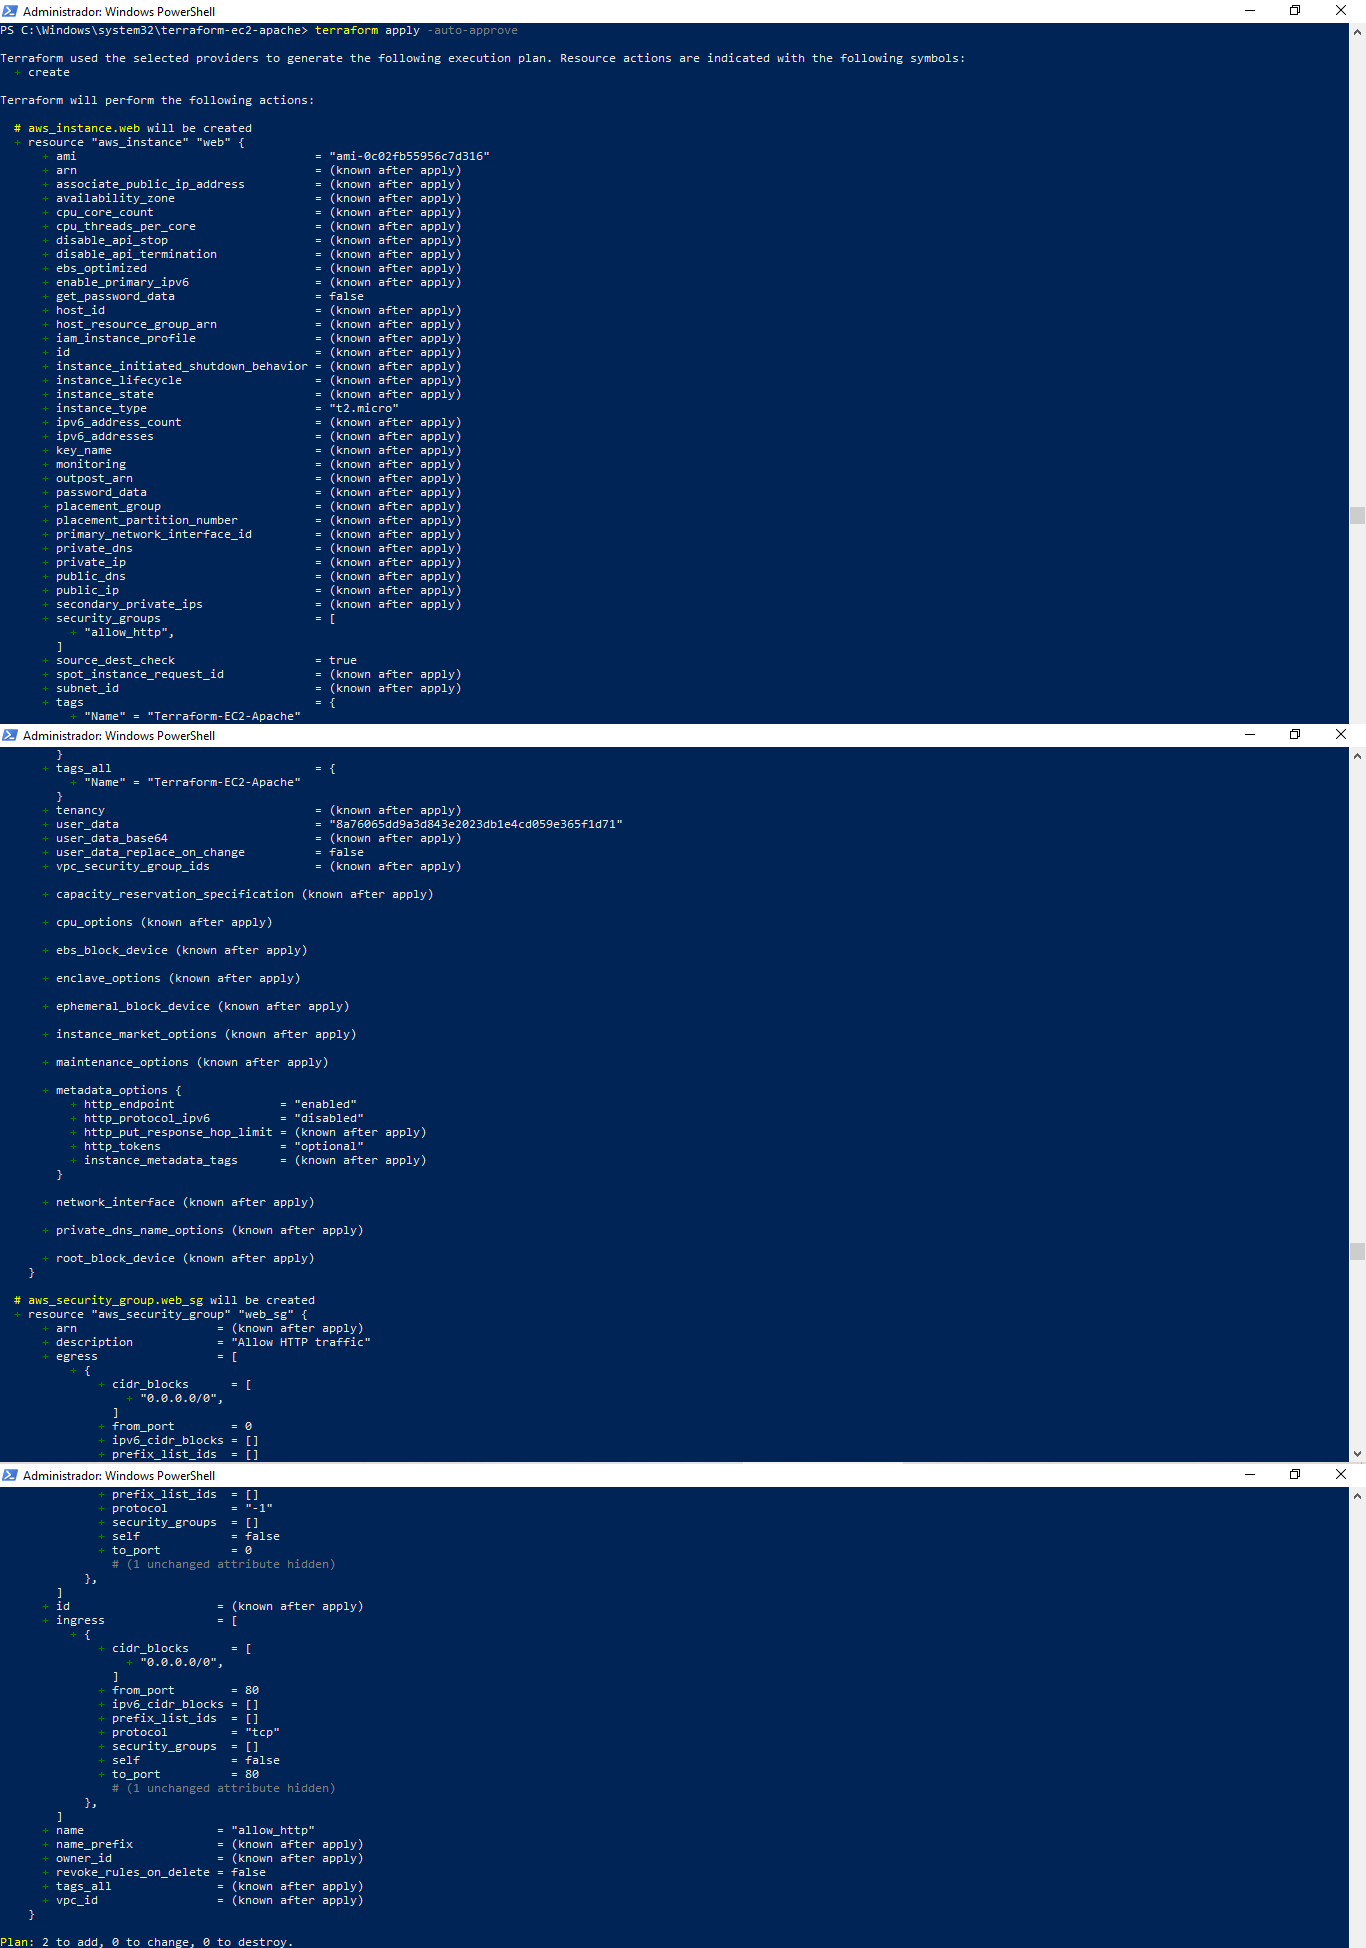 Administrador: Windows PowerShell
PS C:\Windows\system32\terraform-ec2-apache> terraform apply -auto-approve
Terraform used the selected providers to generate the following execution plan. Resource actions are indicated with the following symbols:
  + create
Terraform will perform the following actions:
  # aws_instance.web will be created
  + resource "aws_instance" "web" {
      + ami                                  = "ami-0c02fb55956c7d316"
      + arn                                  = (known after apply)
      + associate_public_ip_address          = (known after apply)
      + availability_zone                    = (known after apply)
      + cpu_core_count                       = (known after apply)
      + cpu_threads_per_core                 = (known after apply)
      + disable_api_stop                     = (known after apply)
      + disable_api_termination              = (known after apply)
      + ebs_optimized                        = (known after apply)
      + enable_primary_ipv6                  = (known after apply)
      + get_password_data                    = false
      + host_id                              = (known after apply)
      + host_resource_group_arn              = (known after apply)
      + iam_instance_profile                 = (known after apply)
      + id                                   = (known after apply)
      + instance_initiated_shutdown_behavior = (known after apply)
      + instance_lifecycle                   = (known after apply)
      + instance_state                       = (known after apply)
      + instance_type                        = "t2.micro"
      + ipv6_address_count                   = (known after apply)
      + ipv6_addresses                       = (known after apply)
      + key_name                             = (known after apply)
      + monitoring                           = (known after apply)
      + outpost_arn                          = (known after apply)
      + password_data                        = (known after apply)
      + placement_group                      = (known after apply)
      + placement_partition_number           = (known after apply)
      + primary_network_interface_id         = (known after apply)
      + private_dns                          = (known after apply)
      + private_ip                           = (known after apply)
      + public_dns                           = (known after apply)
      + public_ip                            = (known after apply)
      + secondary_private_ips                = (known after apply)
      + security_groups                      = [
          + "allow_http",
        ]
      + source_dest_check                    = true
      + spot_instance_request_id             = (known after apply)
      + subnet_id                            = (known after apply)
      + tags                                 = {
          + "Name" = "Terraform-EC2-Apache"
Administrador: Windows PowerShell
        }
      + tags_all                             = {
          + "Name" = "Terraform-EC2-Apache"
        }
      + tenancy                              = (known after apply)
      + user_data                            = "8a76065dd9a3d843e2023db1e4cd059e365f1d71"
      + user_data_base64                     = (known after apply)
      + user_data_replace_on_change          = false
      + vpc_security_group_ids               = (known after apply)
      + capacity_reservation_specification (known after apply)
      + cpu_options (known after apply)
      + ebs_block_device (known after apply)
      + enclave_options (known after apply)
      + ephemeral_block_device (known after apply)
      + instance_market_options (known after apply)
      + maintenance_options (known after apply)
      + metadata_options {
          + http_endpoint               = "enabled"
          + http_protocol_ipv6          = "disabled"
          + http_put_response_hop_limit = (known after apply)
          + http_tokens                 = "optional"
          + instance_metadata_tags      = (known after apply)
        }
      + network_interface (known after apply)
      + private_dns_name_options (known after apply)
      + root_block_device (known after apply)
    }
  # aws_security_group.web_sg will be created
  + resource "aws_security_group" "web_sg" {
      + arn                    = (known after apply)
      + description            = "Allow HTTP traffic"
      + egress                 = [
          + {
              + cidr_blocks      = [
                  + "0.0.0.0/0",
                ]
              + from_port        = 0
              + ipv6_cidr_blocks = []
              + prefix_list_ids  = []
Administrador: Windows PowerShell
              + prefix_list_ids  = []
              + protocol         = "-1"
              + security_groups  = []
              + self             = false
              + to_port          = 0
                # (1 unchanged attribute hidden)
            },
        ]
      + id                     = (known after apply)
      + ingress                = [
          + {
              + cidr_blocks      = [
                  + "0.0.0.0/0",
                ]
              + from_port        = 80
              + ipv6_cidr_blocks = []
              + prefix_list_ids  = []
              + protocol         = "tcp"
              + security_groups  = []
              + self             = false
              + to_port          = 80
                # (1 unchanged attribute hidden)
            },
        ]
      + name                   = "allow_http"
      + name_prefix            = (known after apply)
      + owner_id               = (known after apply)
      + revoke_rules_on_delete = false
      + tags_all               = (known after apply)
      + vpc_id                 = (known after apply)
    }
Plan: 2 to add, 0 to change, 0 to destroy.